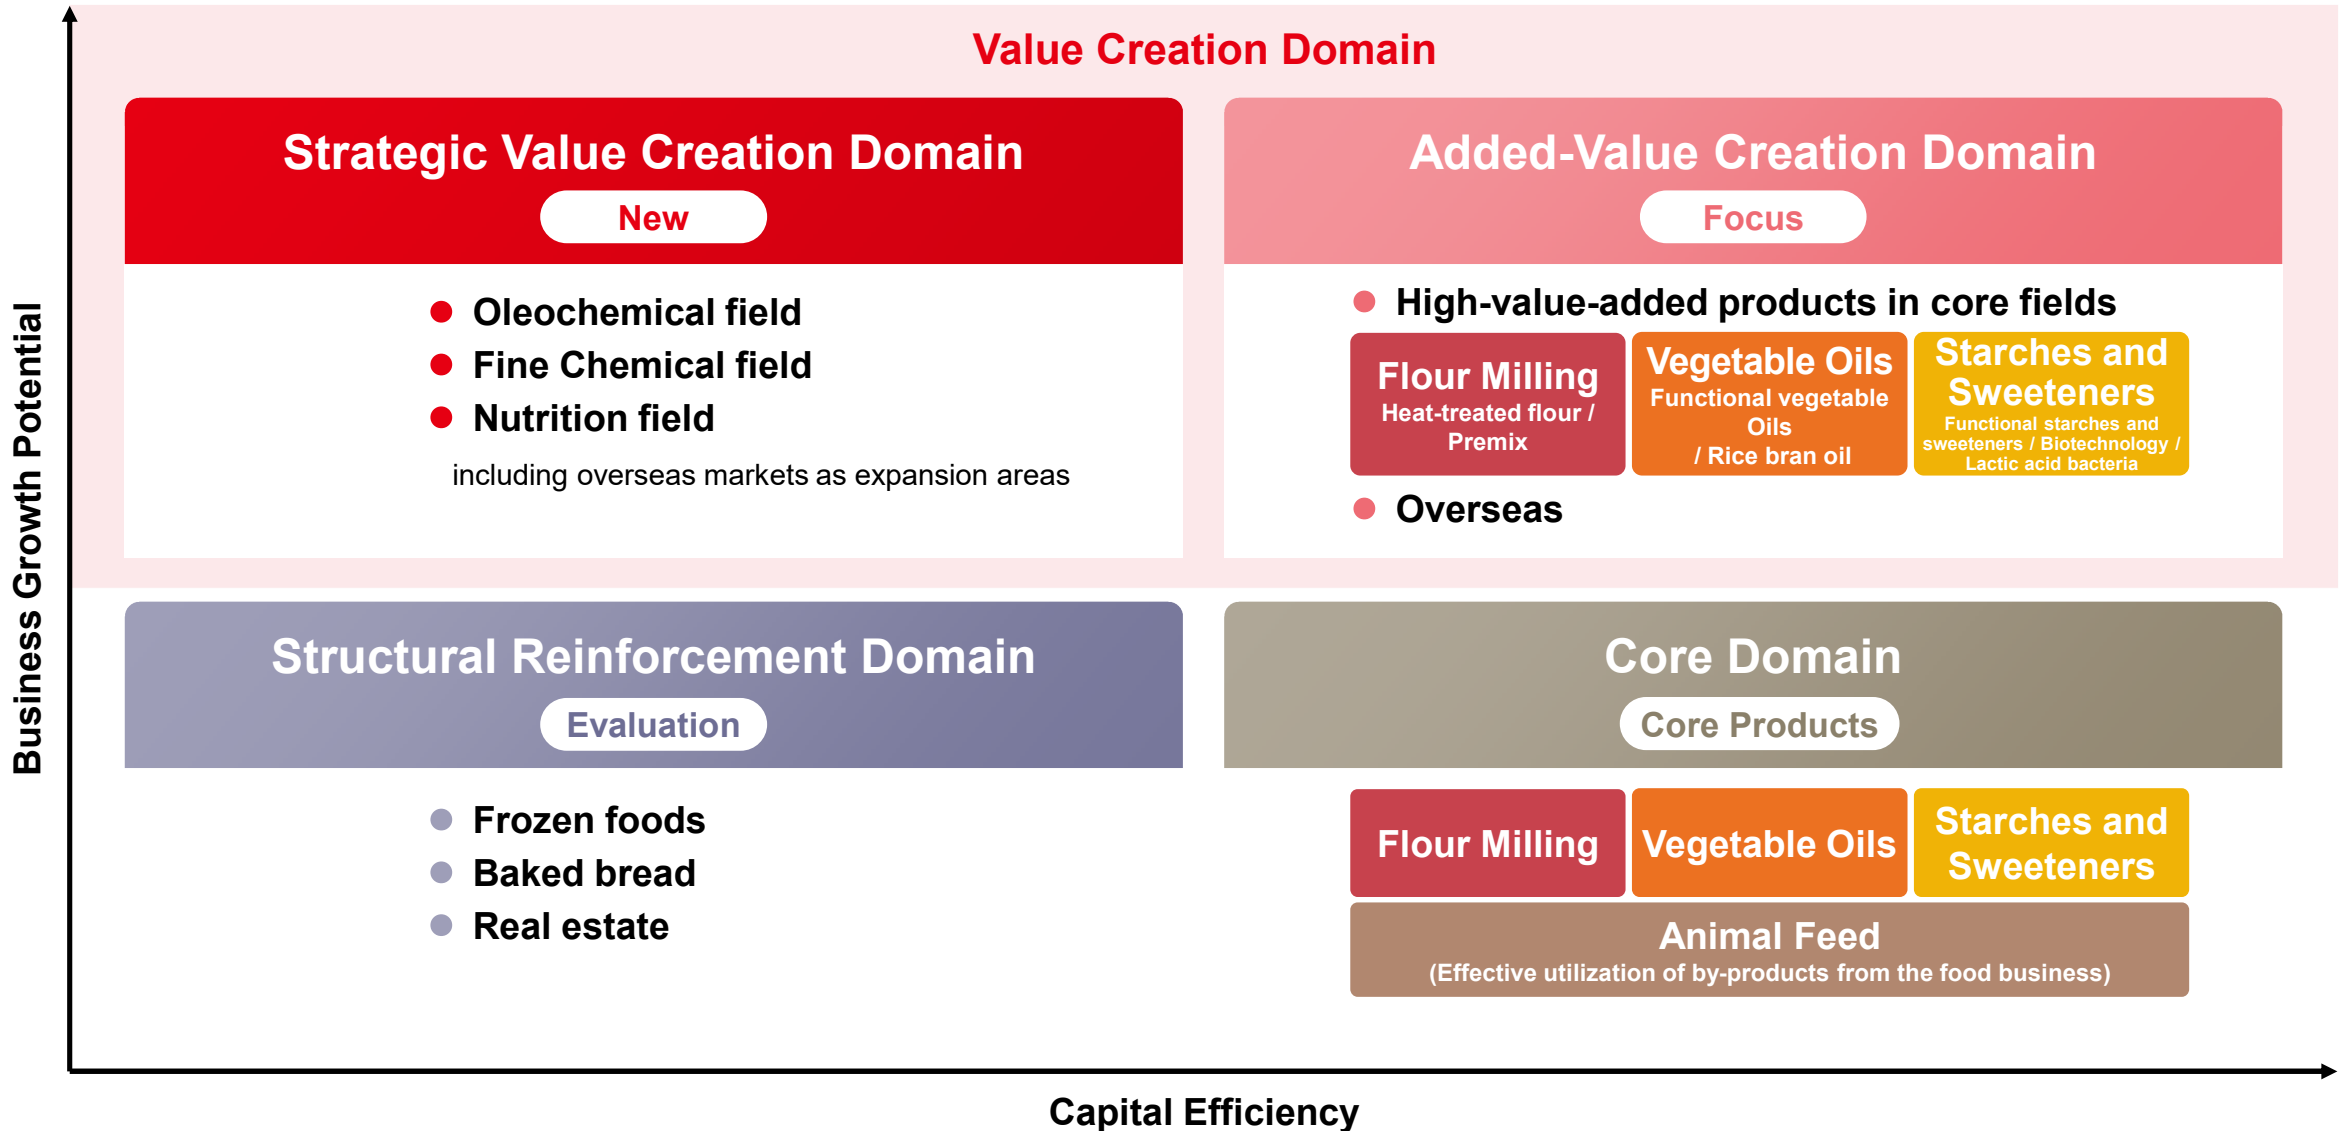 Value Creation Domain
Business Growth Potential
Strategic Value Creation Domain
New
Oleochemical field
Fine Chemical field
Nutrition field
including overseas markets as expansion areas
Added-Value Creation Domain
Focus
High-value-added products in core fields
Flour Milling
Heat-treated flour /
Premix
Vegetable Oils
Functional vegetable
Oils
/ Rice bran oil
Starches and
Sweeteners
Functional starches and
sweeteners / Biotechnology /
Lactic acid bacteria
Overseas
Structural Reinforcement Domain
Evaluation
Frozen foods
Baked bread
Real estate
Core Domain
Core Products
Flour Milling
Vegetable Oils
Starches and
Sweeteners
Animal Feed
(Effective utilization of by-products from the food business)
Capital Efficiency